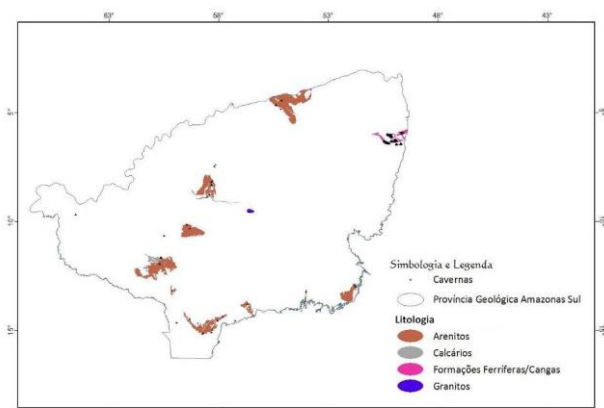 63°
58°
53°
48°
43°
5°
10°
15°
Simbologia e Legenda
Cavernas
Província Geológica Amazonas Sul
Litologia
Arenitos
Calcários
Formações Ferríferas/Cangas
Granitos